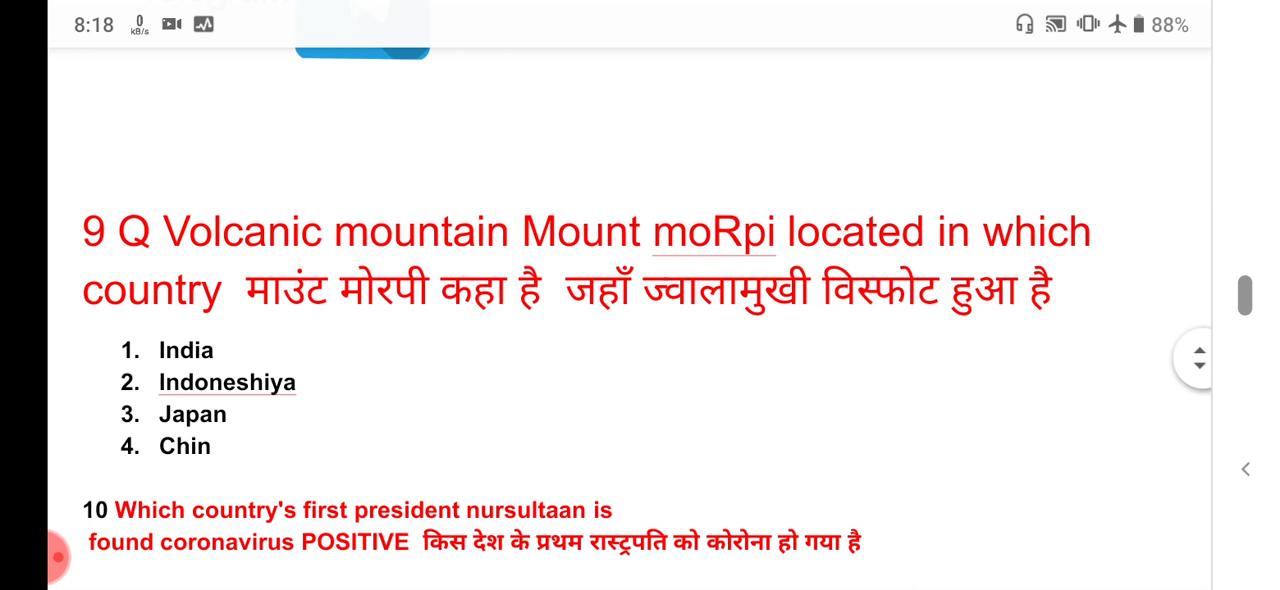 8:18 0 kB/s 88%
9 Q Volcanic mountain Mount moRpi located in which
country माउंट मोरपी कहा है जहाँ ज्वालामुखी विस्फोट हुआ है
1. India
2. Indoneshiya
3. Japan
4. Chin
10 Which country's first president nursultaan is
found coronavirus POSITIVE किस देश के प्रथम रास्ट्रपति को कोरोना हो गया है